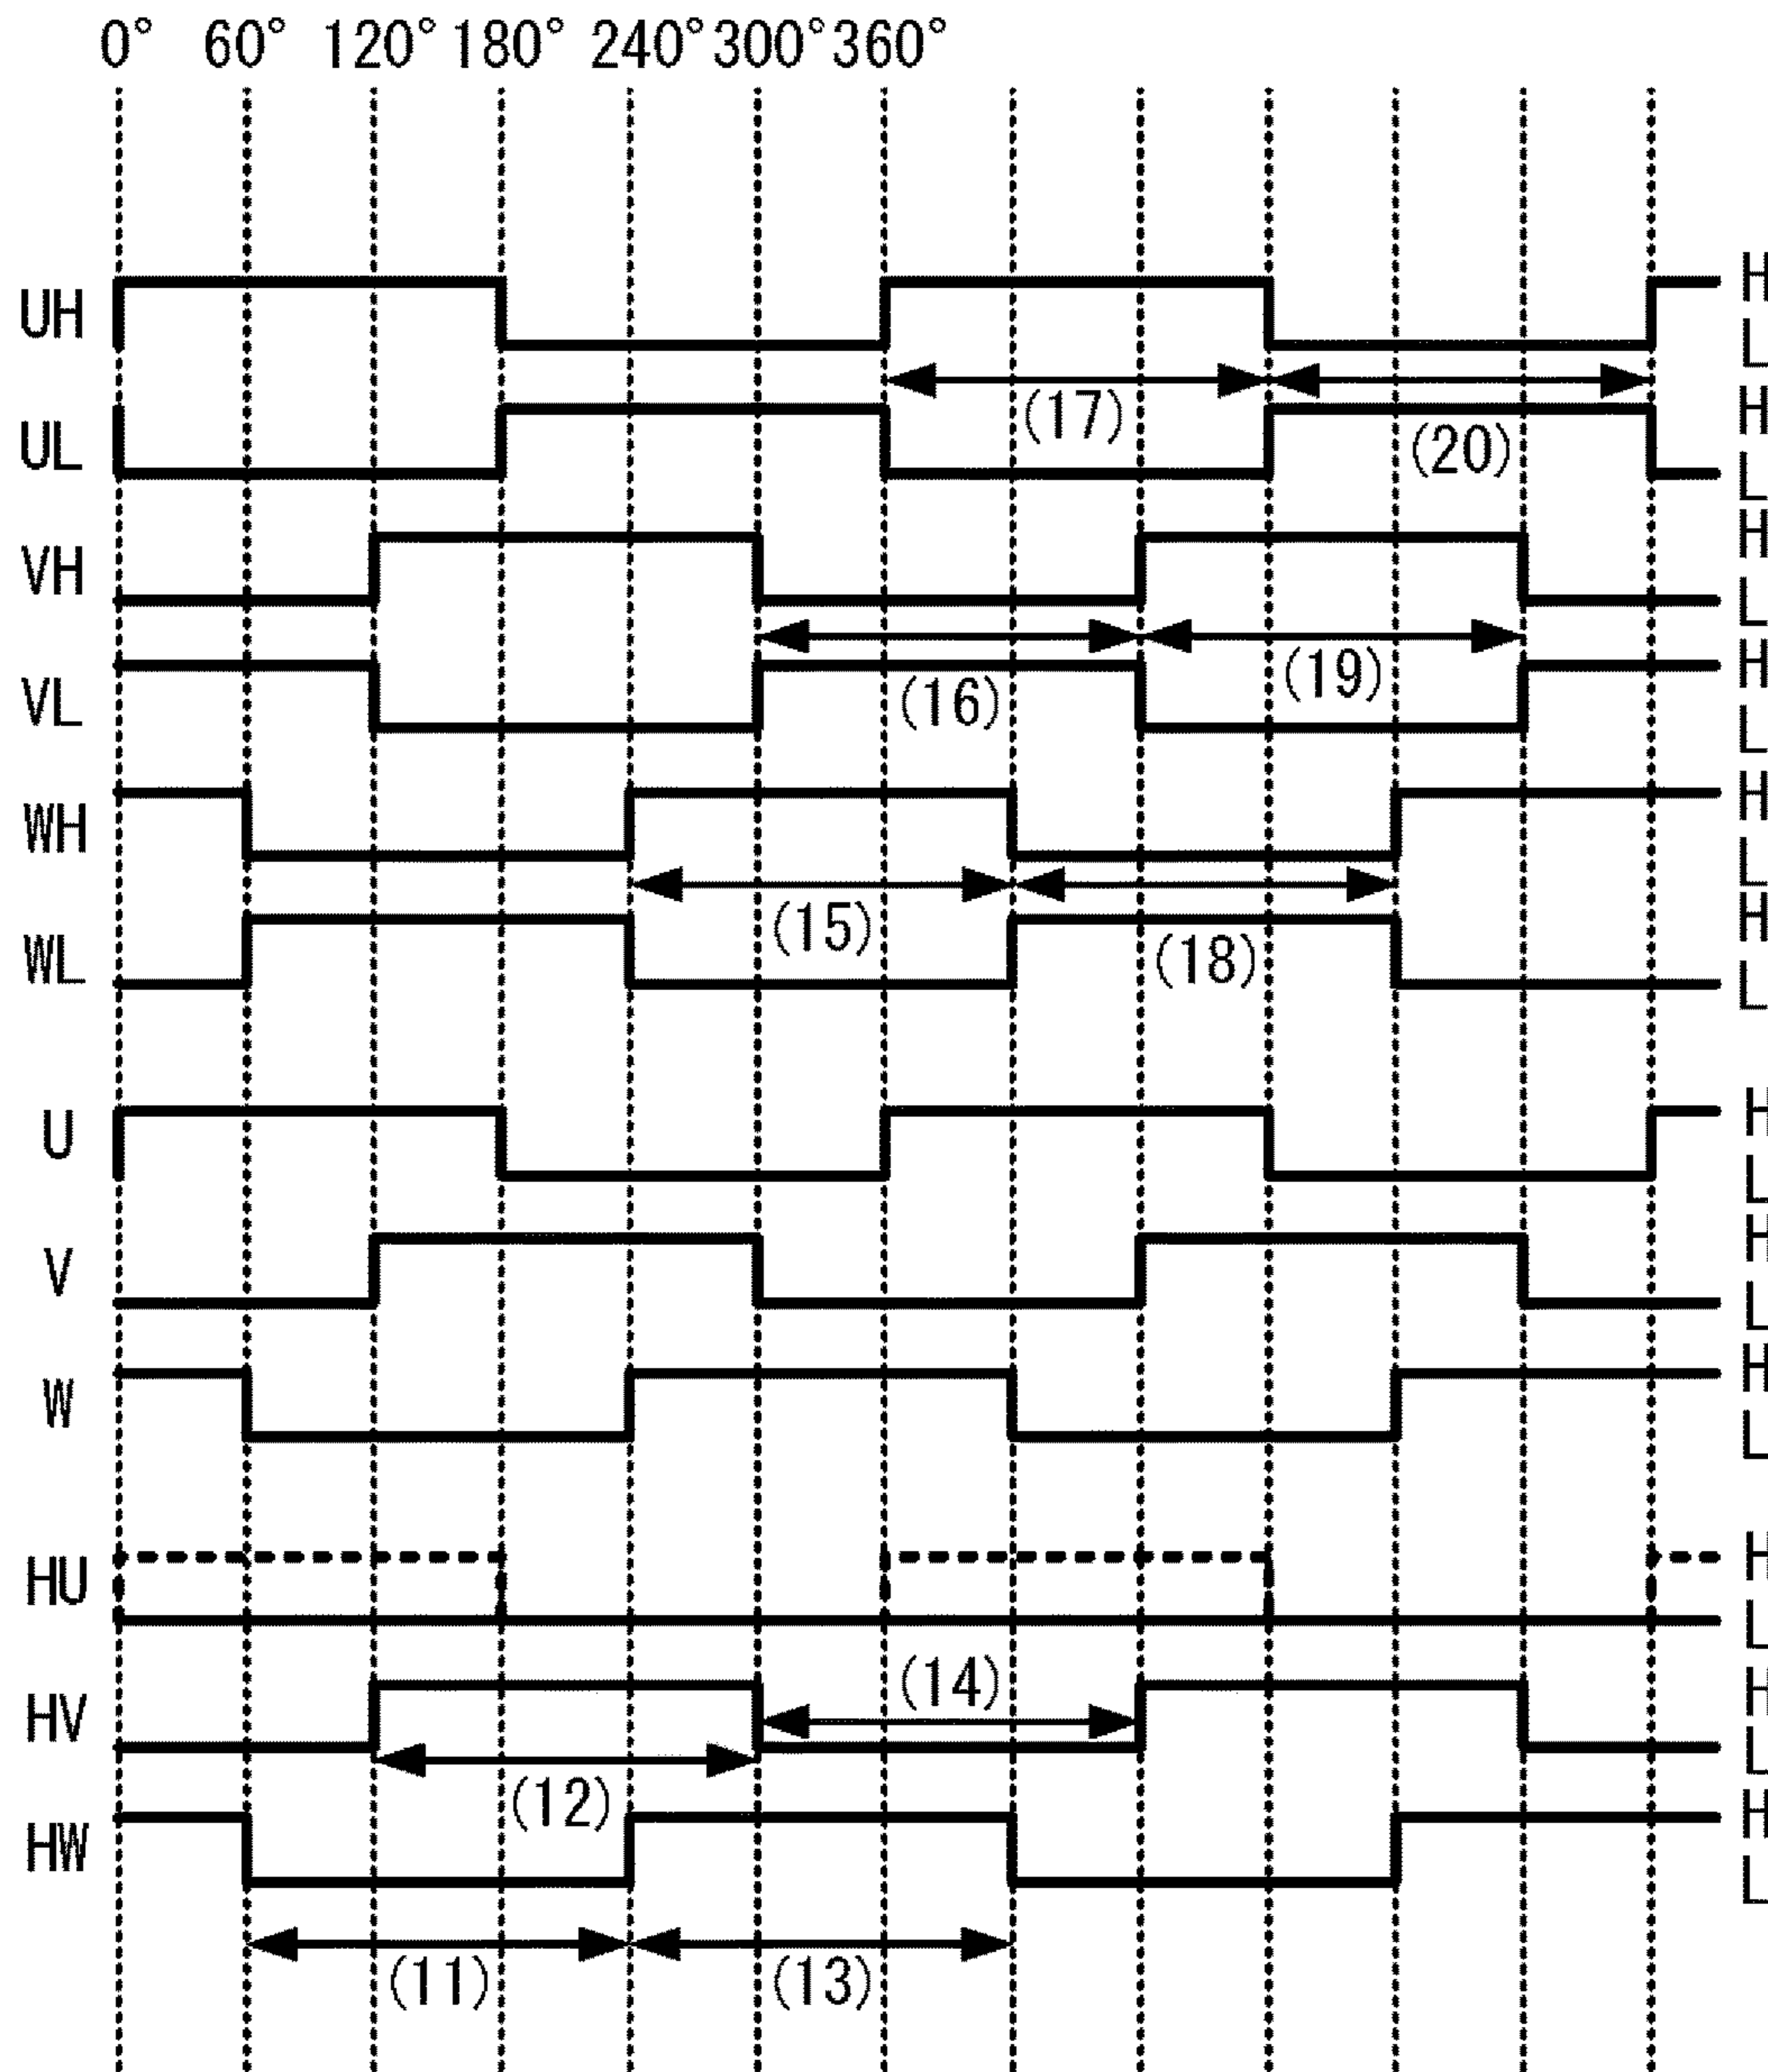 0° 60° 120° 180° 240° 300° 360°
UH H
L
(17)
UL H
(20)
L
VH H
L
(19)
VL H
(16)
L
WH H
L
(15)
WL H
(18)
L
U H
L
V H
L
W H
L
HU H
L
(14)
HV H
L
(12)
HW H
L
(11) (13)